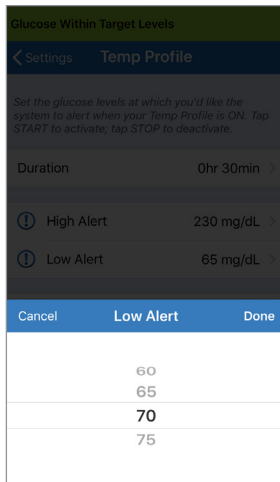 Glucose Within Target Levels
Settings Temp Profile
Set the glucose levels at which you'd like the
system to alert when your Temp Profile is ON. Tap
START to activate; tap STOP to deactivate.
Duration 0hr 30min
High Alert 230 mg/dL
Low Alert 65 mg/dL
Cancel Low Alert Done
60
65
70
75